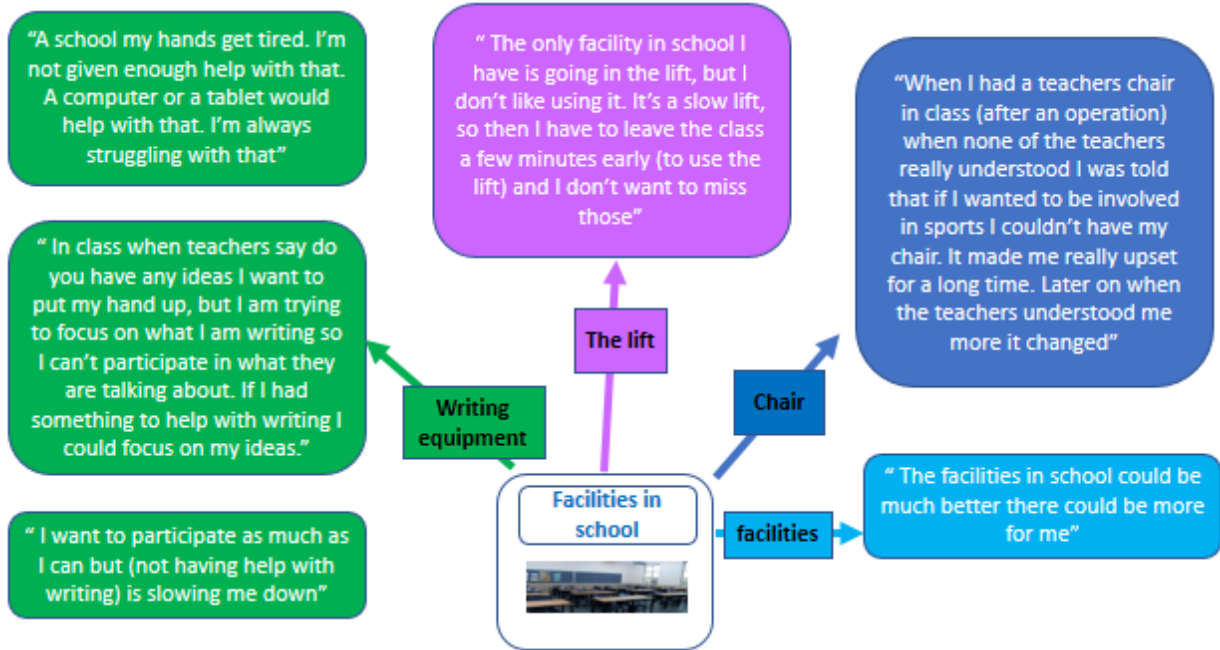 “A school my hands get tired. I’m
not given enough help with that.
A computer or a tablet would
help with that. I’m always
struggling with that”
“ In class when teachers say do
you have any ideas I want to
put my hand up, but I am trying
to focus on what I am writing so
I can’t participate in what they
are talking about. If I had
something to help with writing I
could focus on my ideas.”
“ I want to participate as much as
I can but (not having help with
writing) is slowing me down”
Writing
equipment
“ The only facility in school I
have is going in the lift, but I
don’t like using it. It’s a slow lift,
so then I have to leave the class
a few minutes early (to use the
lift) and I don’t want to miss
those”
The lift
“When I had a teachers chair
in class (after an operation)
when none of the teachers
really understood I was told
that if I wanted to be involved
in sports I couldn’t have my
chair. It made me really upset
for a long time. Later on when
the teachers understood me
more it changed”
Chair
“ The facilities in school could be
much better there could be more
for me”
facilities
Facilities in
school